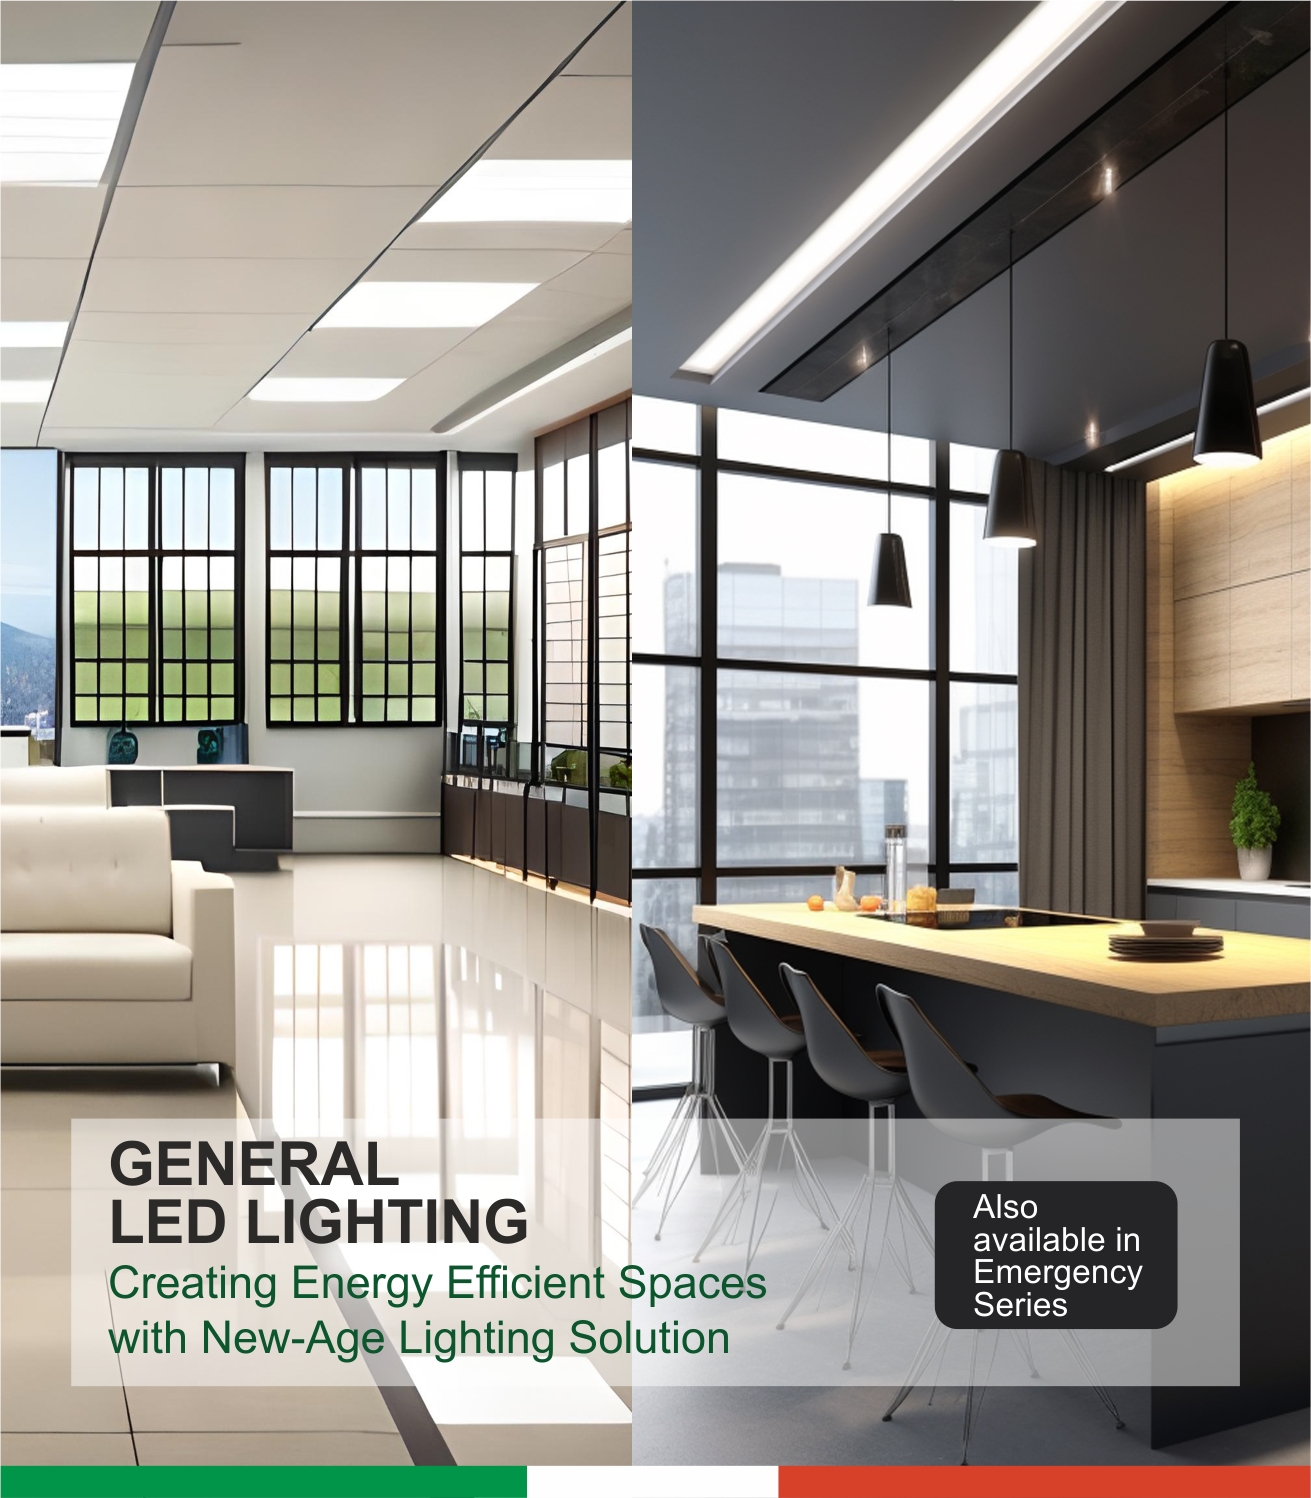 GENERAL
LED LIGHTING
Creating Energy Efficient Spaces
with New-Age Lighting Solution
Also
available in
Emergency
Series